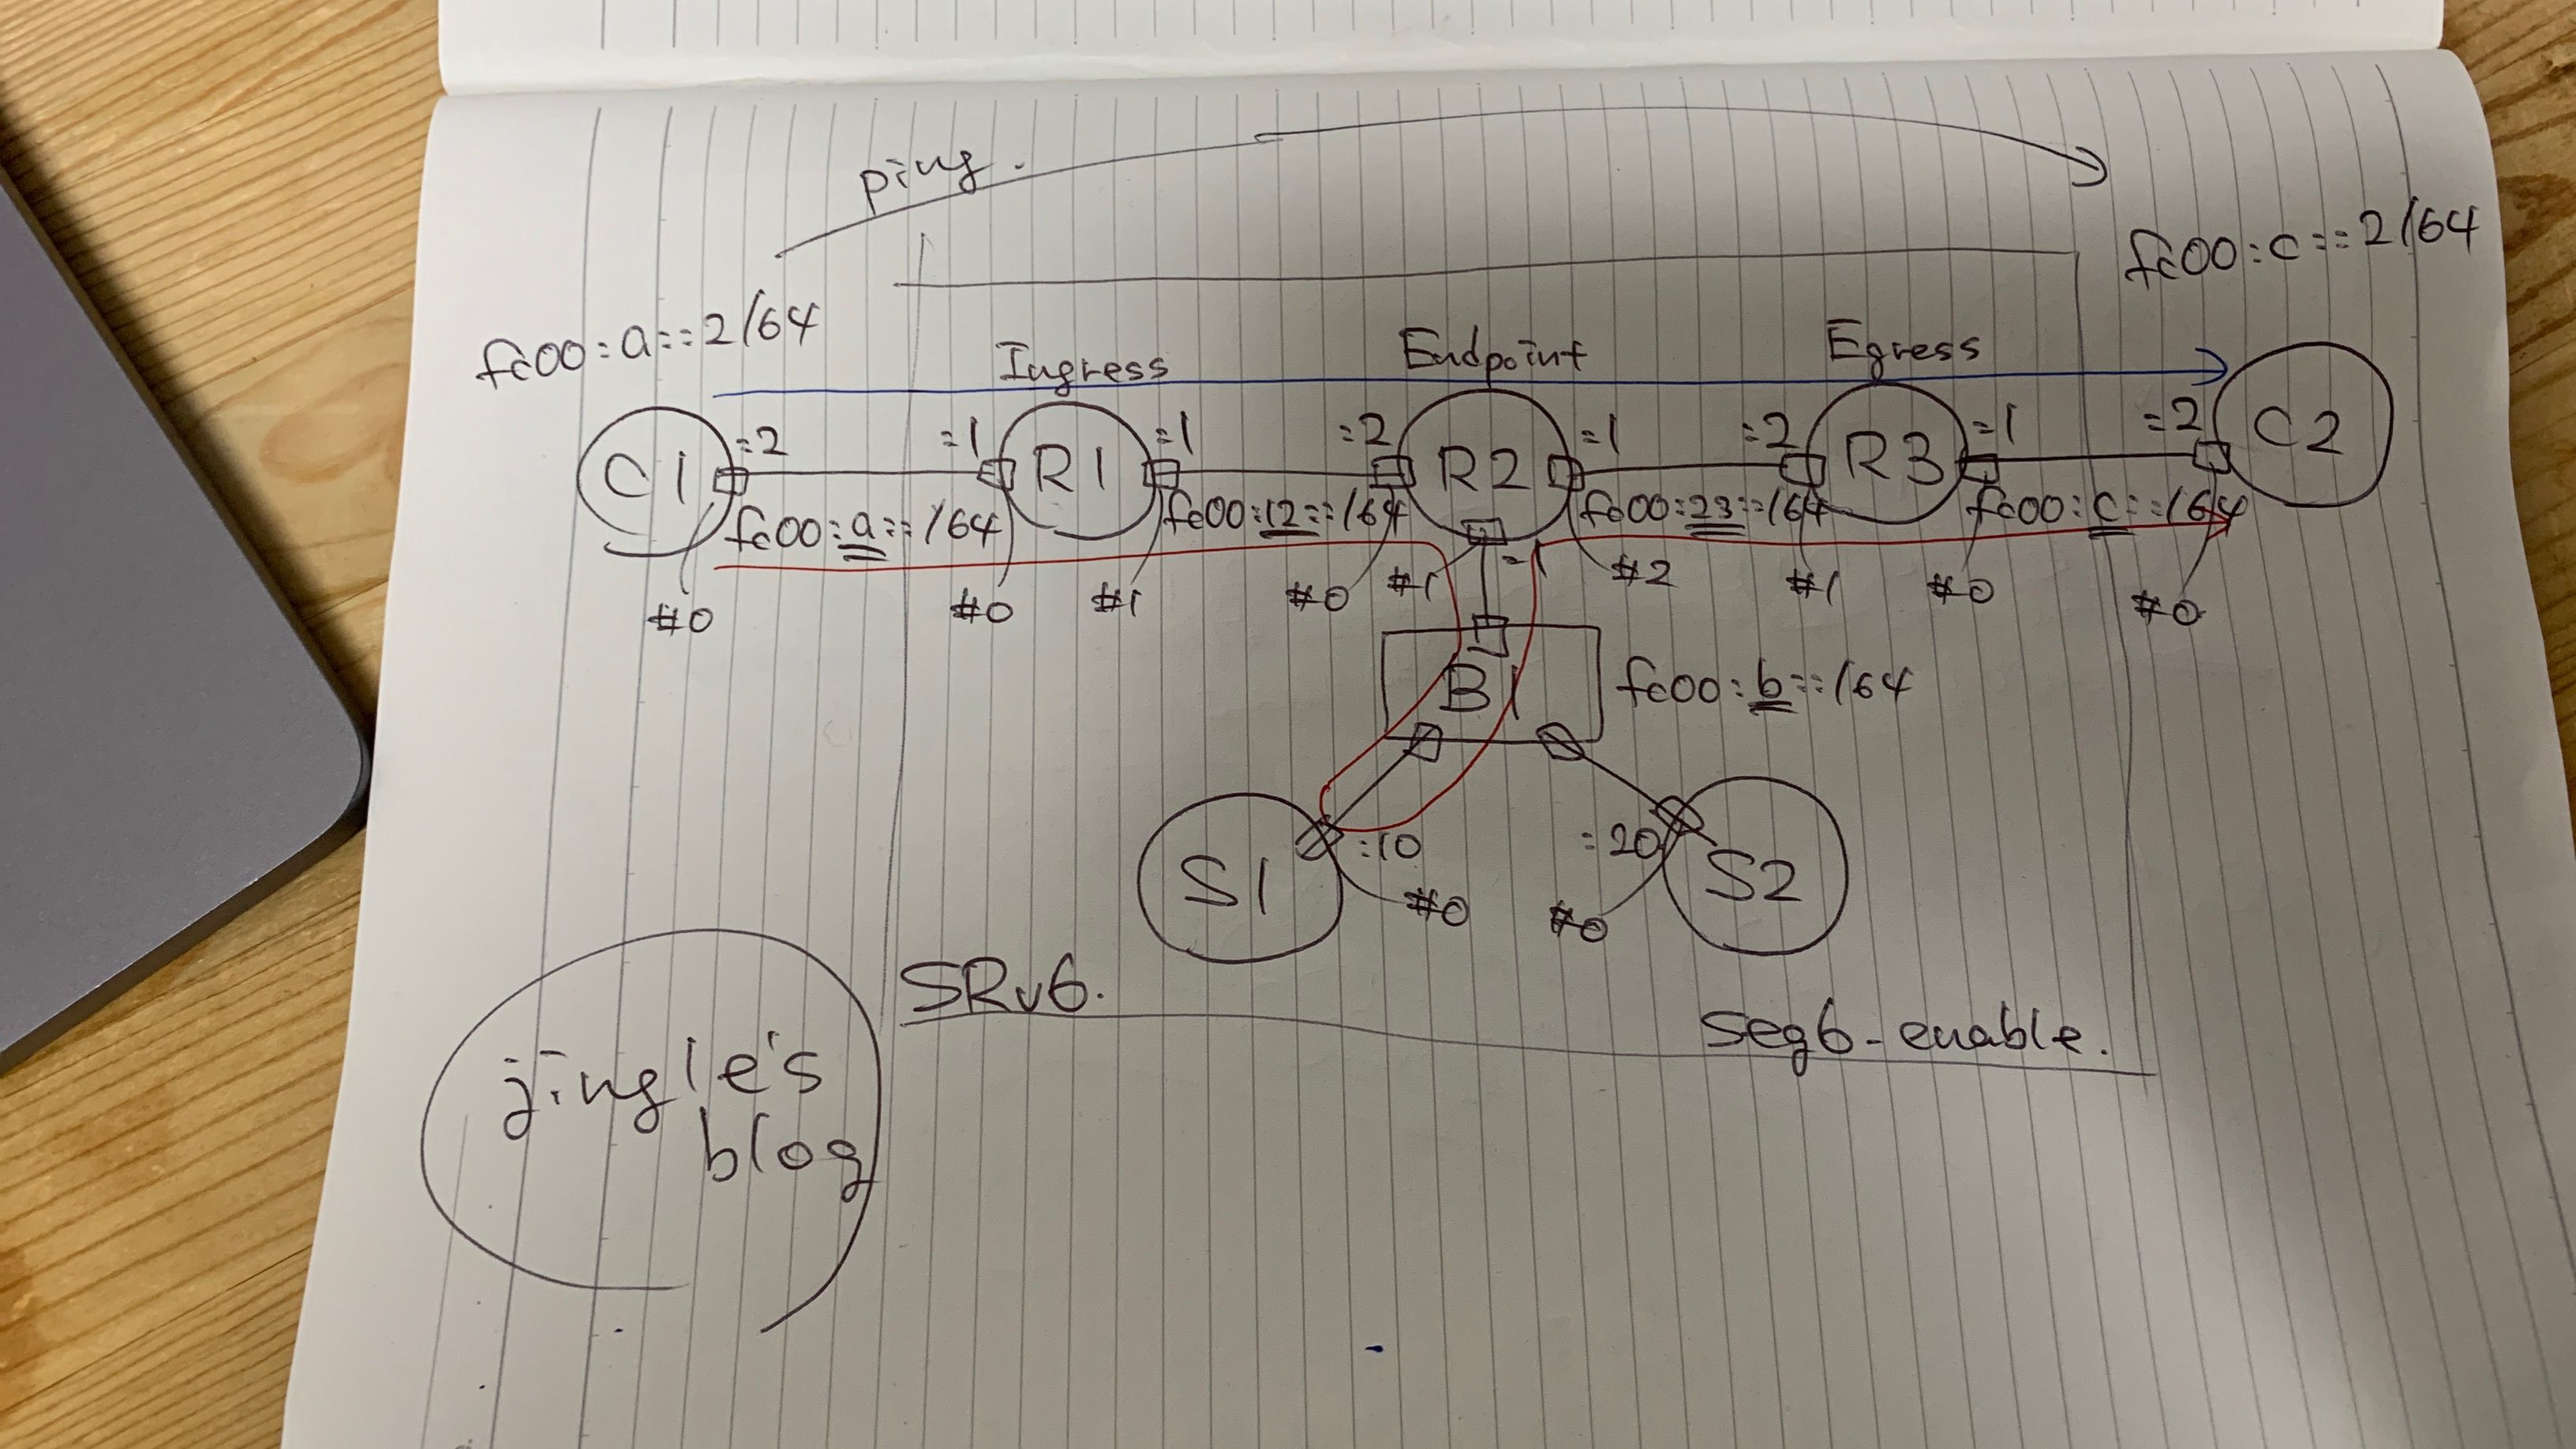 ping.
fc00:c::2/64
fc00:a::2/64
Ingress
Endpoint
Egress
C1
:2
:1
R1
:1
:2
R2
:1
:2
R3
:1
:2
C2
fc00:a::/64
fc00:12::/64
fc00:23::/64
fc00:c::/64
#0
#0
#1
#0
#1
:1
#2
#1
#0
#0
B1
fc00:b::/64
S1
:10
:20
S2
#0
#0
SRv6.
seg6-enable.
jingle's
blog